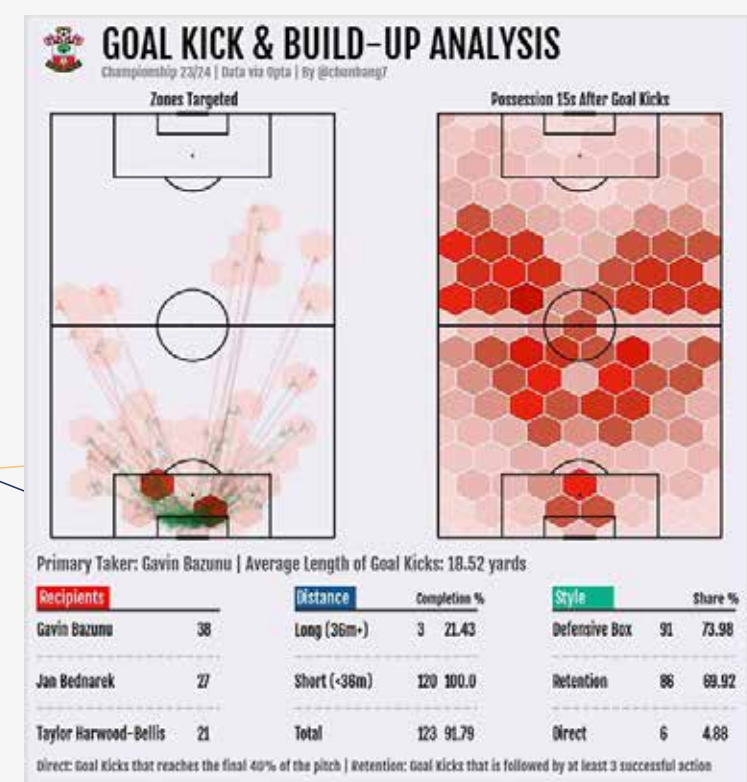 GOAL KICK & BUILD-UP ANALYSIS
Championship 23/24 | Data via Opta | By @chunhang7
Zones Targeted
Possession 15s After Goal Kicks
Primary Taker: Gavin Bazunu | Average Length of Goal Kicks: 18.52 yards
Recipients
Distance Completion %
Style Share %
Gavin Bazunu 38
Long (36m+) 3 21.43
Defensive Box 91 73.98
Jan Bednarek 27
Short (<36m) 120 100.0
Retention 86 69.92
Taylor Harwood-Bellis 21
Total 123 91.79
Direct 6 4.88
Direct: Goal Kicks that reaches the final 40% of the pitch | Retention: Goal Kicks that is followed by at least 3 successful action